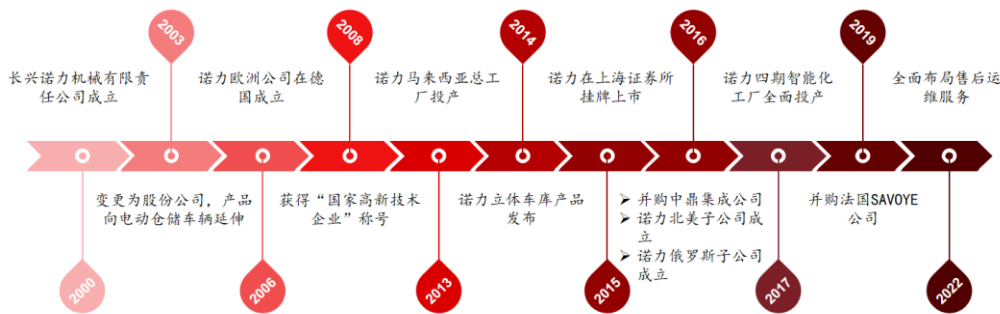 2003
2008
2014
2016
2019
长兴诺力机械有限责
任公司成立
诺力欧洲公司在德
国成立
诺力马来西亚总工
厂投产
诺力在上海证券所
挂牌上市
诺力四期智能化
工厂全面投产
全面布局售后运
维服务
变更为股份公司，产品
向电动仓储车辆延伸
获得“国家高新技术
企业”称号
诺力立体车库产品
发布
➢ 并购中鼎集成公司
➢ 诺力北美子公司成
立
➢ 诺力俄罗斯子公司
成立
并购法国SAVOYE
公司
2000
2006
2013
2015
2017
2022